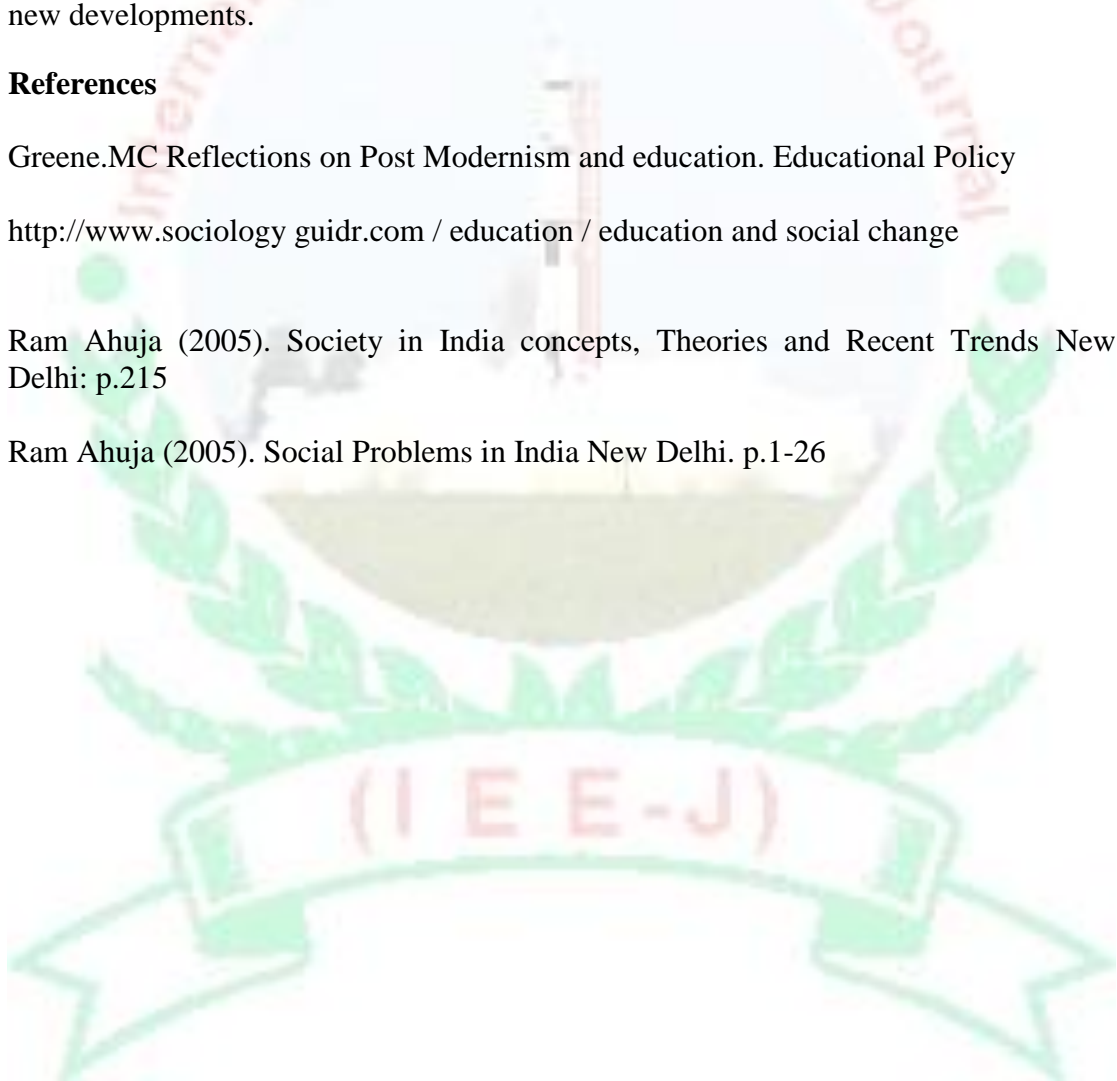 new developments.
References
Greene.MC Reflections on Post Modernism and education. Educational Policy
http://www.sociology guidr.com / education / education and social change
Ram Ahuja (2005). Society in India concepts, Theories and Recent Trends New
Delhi: p.215
Ram Ahuja (2005). Social Problems in India New Delhi. p.1-26
(I E E-J)